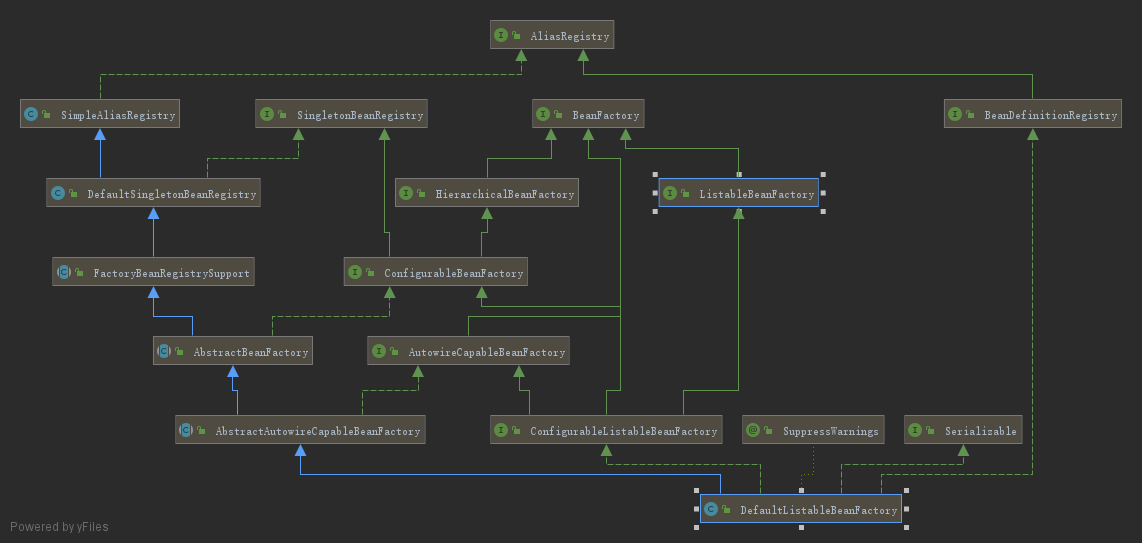 I AliasRegistry
C SimpleAliasRegistry
I SingletonBeanRegistry
I BeanFactory
I BeanDefinitionRegistry
C DefaultSingletonBeanRegistry
I HierarchicalBeanFactory
I ListableBeanFactory
C FactoryBeanRegistrySupport
I ConfigurableBeanFactory
C AbstractBeanFactory
I AutowireCapableBeanFactory
C AbstractAutowireCapableBeanFactory
I ConfigurableListableBeanFactory
@ SuppressWarnings
I Serializable
C DefaultListableBeanFactory
Powered by yFiles